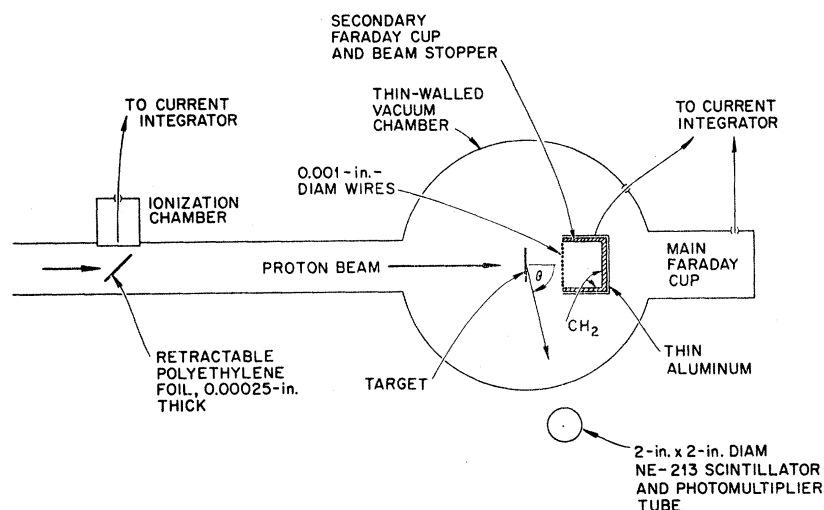 SECONDARY
FARADAY CUP
AND BEAM STOPPER
THIN-WALLED
VACUUM
CHAMBER
TO CURRENT
INTEGRATOR
TO CURRENT
INTEGRATOR
0.001-in.-
DIAM WIRES
IONIZATION
CHAMBER
PROTON BEAM
θ
MAIN
FARADAY
CUP
CH₂
RETRACTABLE
POLYETHYLENE
FOIL, 0.00025-in.
THICK
TARGET
THIN
ALUMINUM
2-in. x 2-in. DIAM
NE-213 SCINTILLATOR
AND PHOTOMULTIPLIER
TUBE